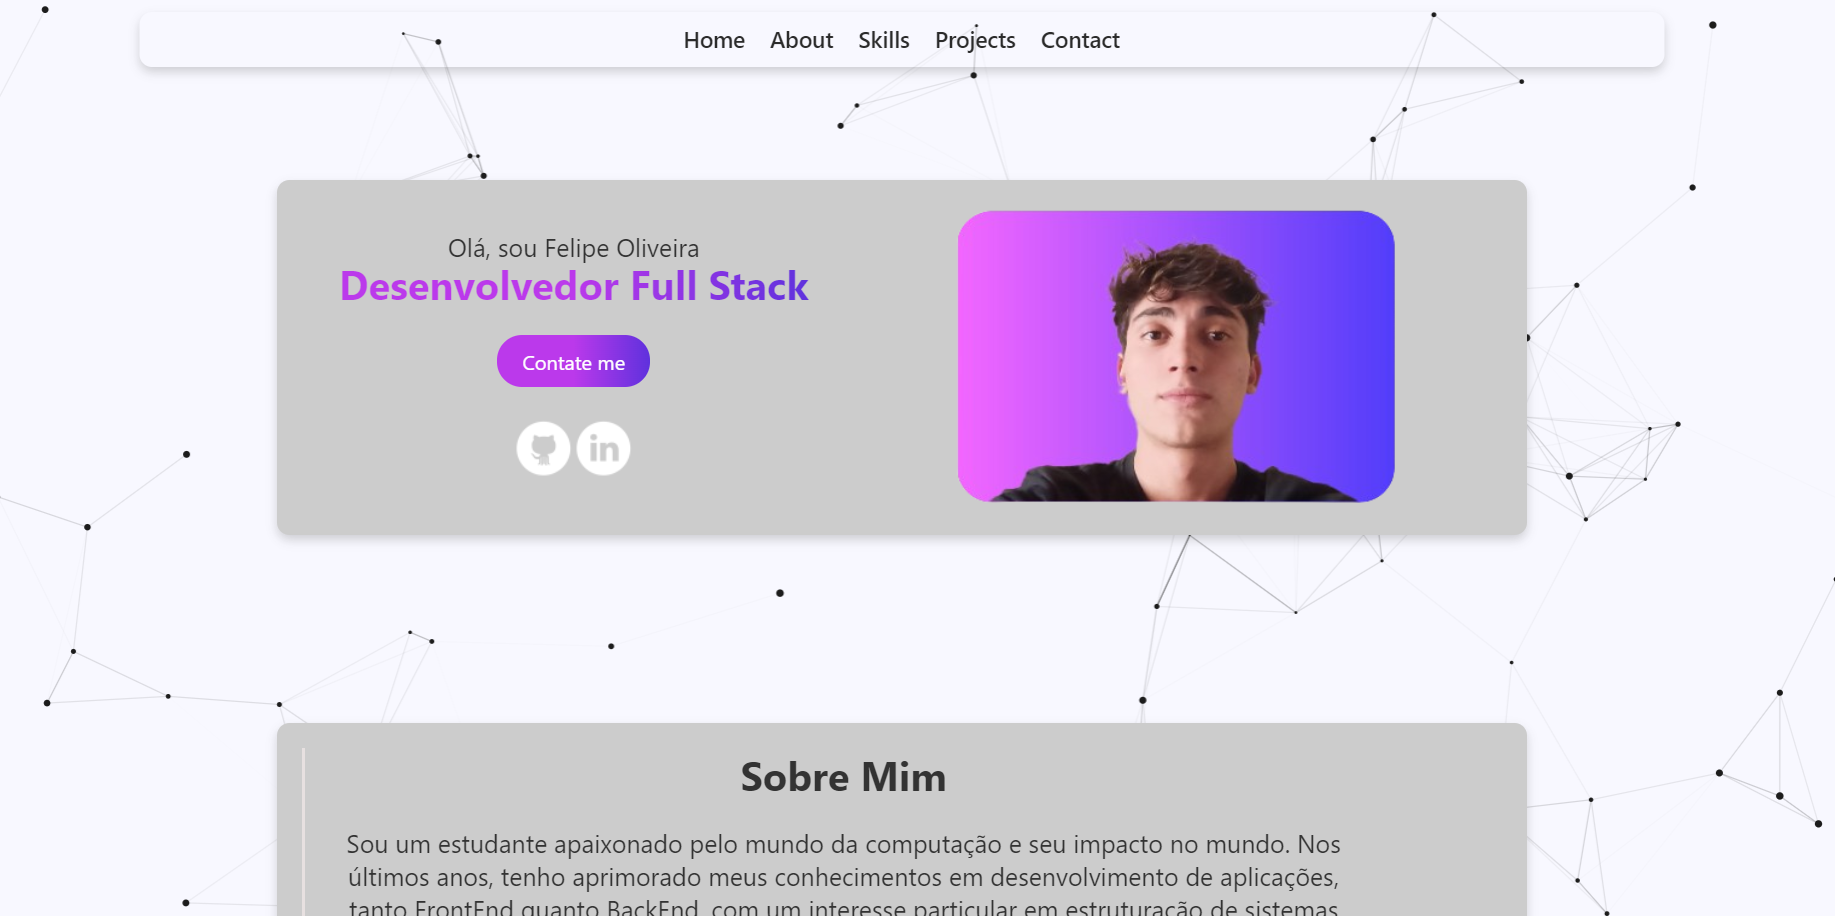 Home About Skills Projects Contact
Olá, sou Felipe Oliveira
Desenvolvedor Full Stack
Contate me
in
Sobre Mim
Sou um estudante apaixonado pelo mundo da computação e seu impacto no mundo. Nos
últimos anos, tenho aprimorado meus conhecimentos em desenvolvimento de aplicações,
tanto FrontEnd quanto BackEnd, com um interesse particular em estruturação de sistemas